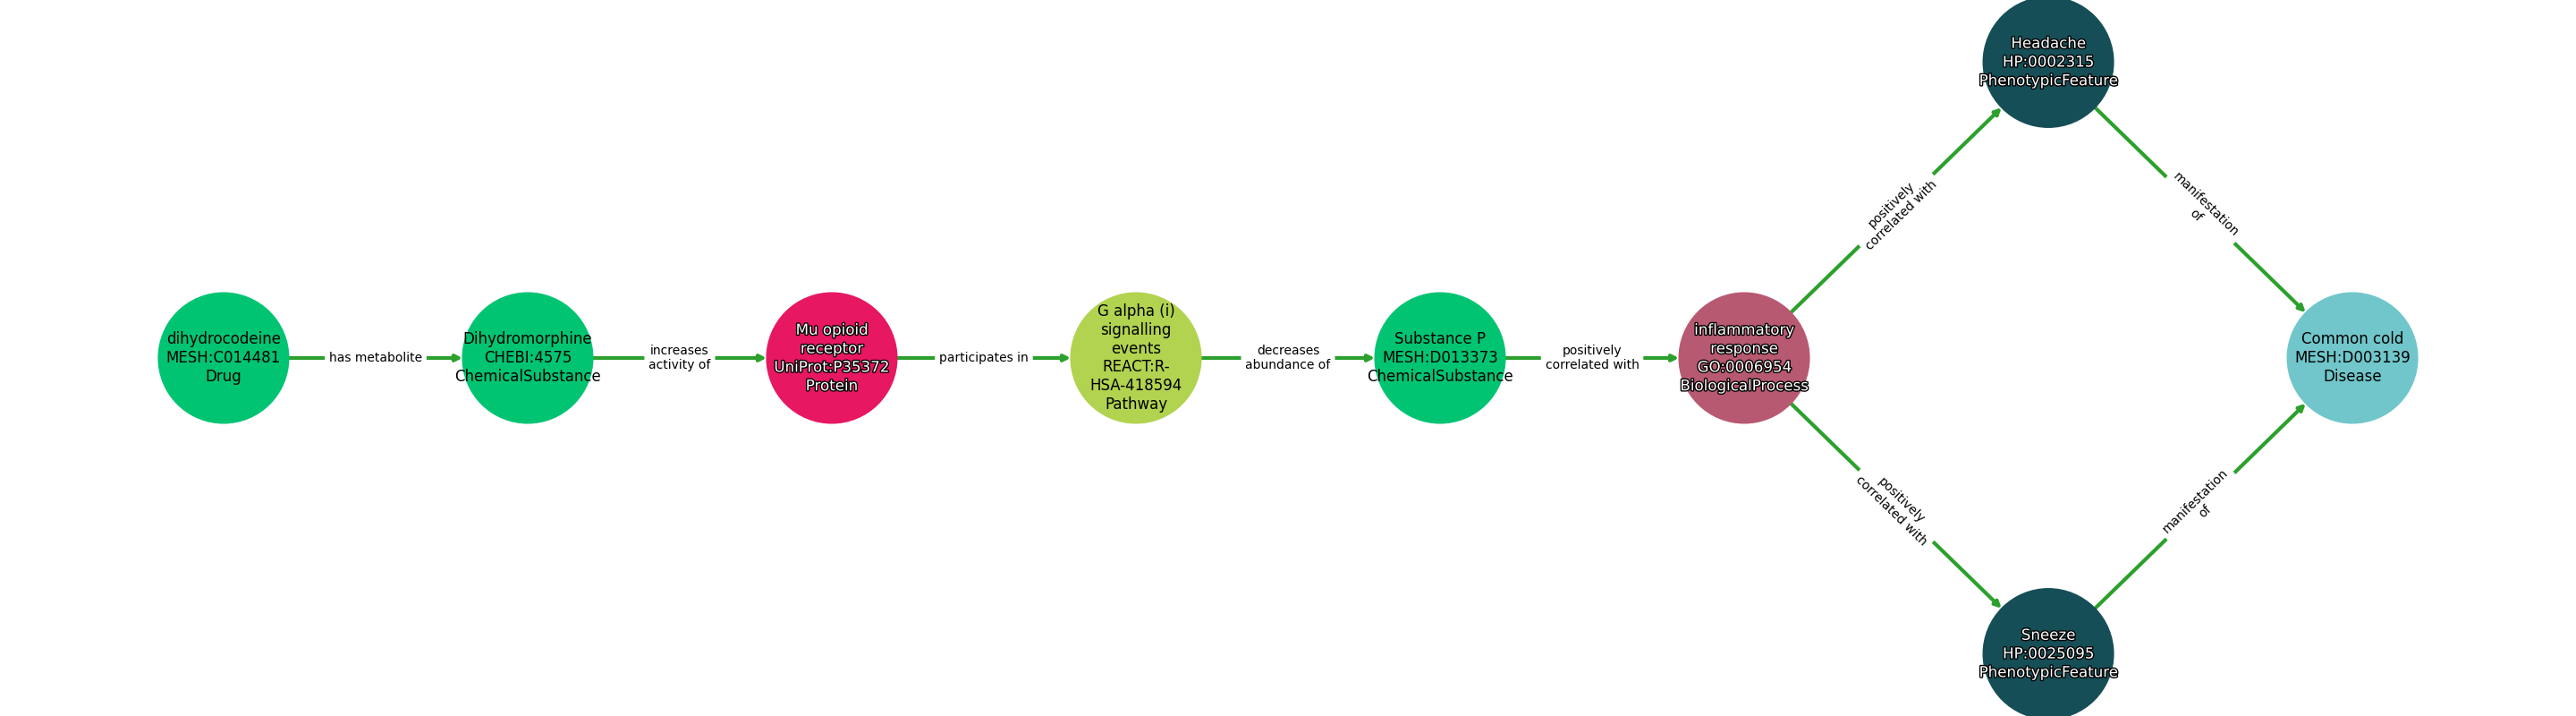 dihydrocodeine
MESH:C014481
Drug
has metabolite
Dihydromorphine
CHEBI:4575
ChemicalSubstance
increases
activity of
Mu opioid
receptor
UniProt:P35372
Protein
participates in
G alpha (i)
signalling
events
REACT:R-
HSA-418594
Pathway
decreases
abundance of
Substance P
MESH:D013373
ChemicalSubstance
positively
correlated with
inflammatory
response
GO:0006954
BiologicalProcess
positively
correlated with
Headache
HP:0002315
PhenotypicFeature
manifestation
of
positively
correlated with
Sneeze
HP:0025095
PhenotypicFeature
manifestation
of
Common cold
MESH:D003139
Disease